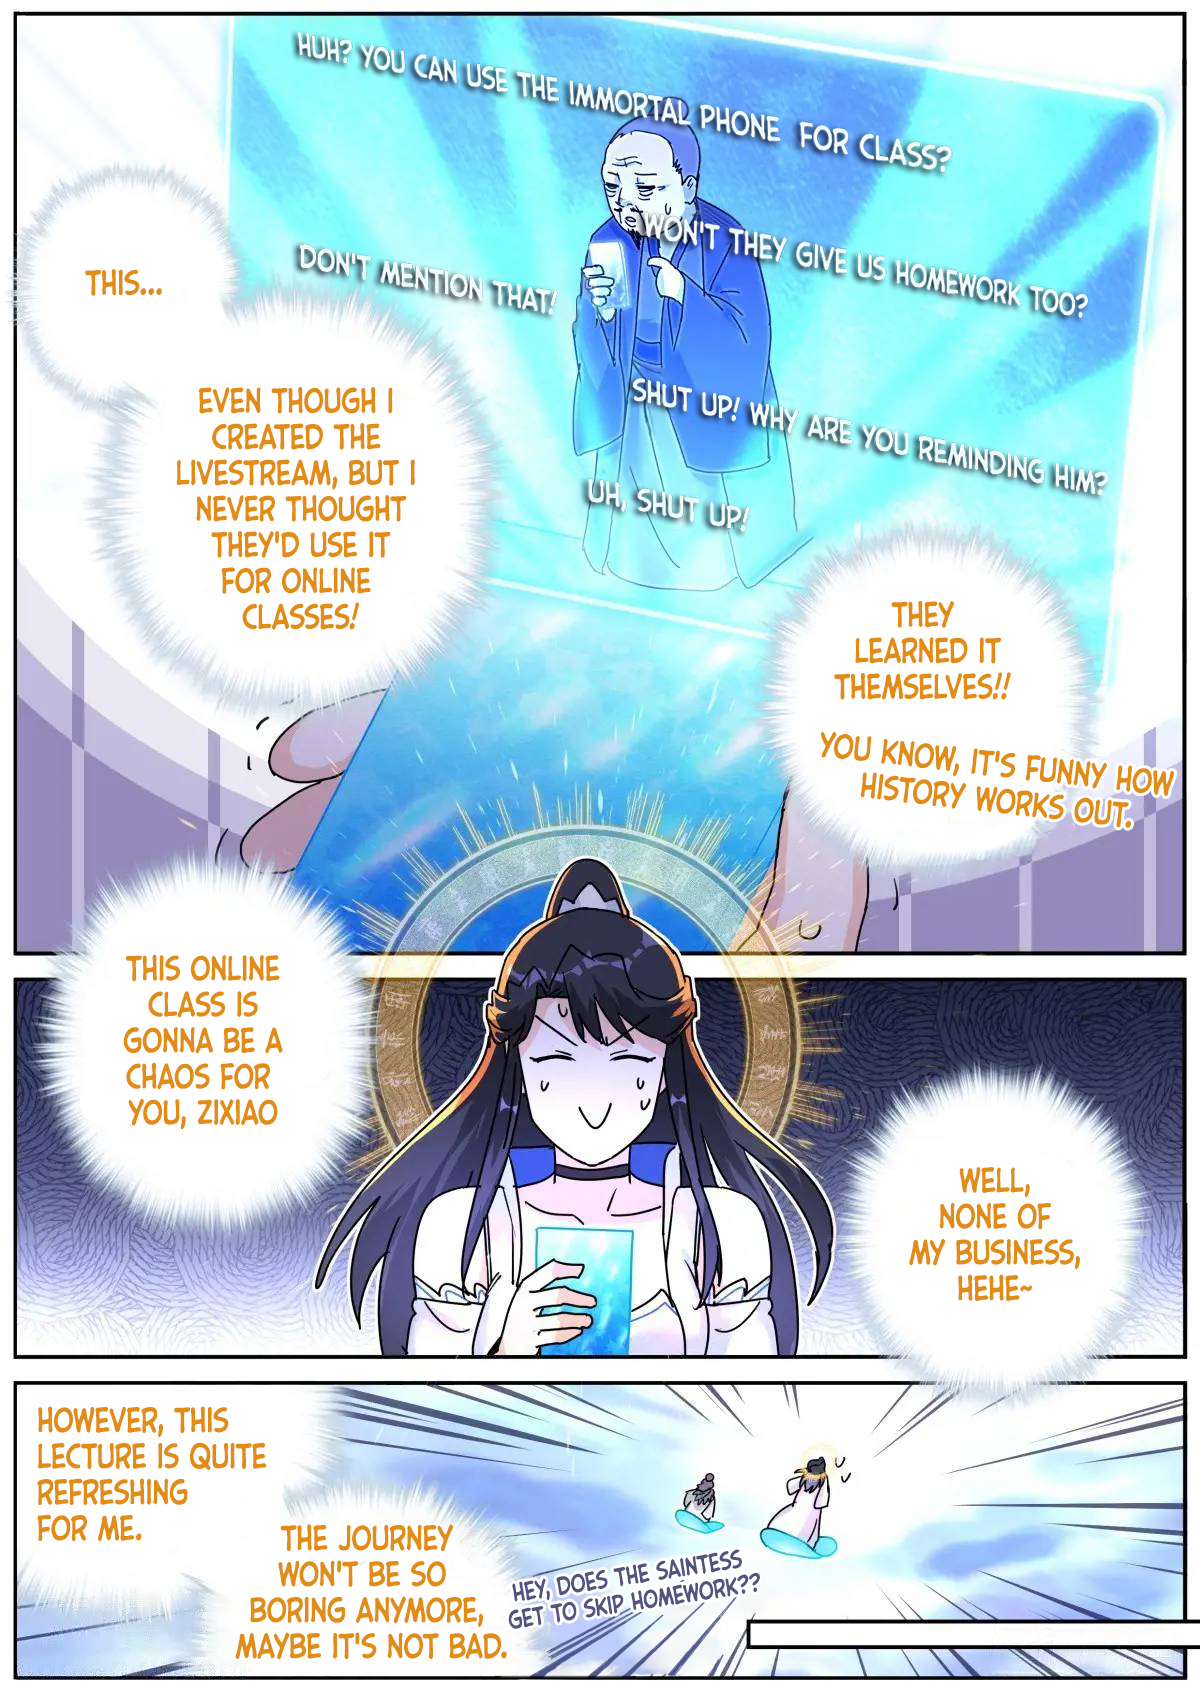 HUH? YOU CAN USE THE IMMORTAL PHONE FOR CLASS?
WON'T THEY GIVE US HOMEWORK TOO?
DON'T MENTION THAT!
THIS...
SHUT UP! WHY ARE YOU REMINDING HIM?
UH, SHUT UP!
EVEN THOUGH I
CREATED THE
LIVESTREAM, BUT I
NEVER THOUGHT
THEY'D USE IT
FOR ONLINE
CLASSES!
THEY
LEARNED IT
THEMSELVES!!
YOU KNOW, IT'S FUNNY HOW
HISTORY WORKS OUT.
THIS ONLINE
CLASS IS
GONNA BE A
CHAOS FOR
YOU, ZIXIAO
WELL,
NONE OF
MY BUSINESS,
HEHE~
HOWEVER, THIS
LECTURE IS QUITE
REFRESHING
FOR ME.
THE JOURNEY
WON'T BE SO
BORING ANYMORE,
MAYBE IT'S NOT BAD.
HEY, DOES THE SAINTESS
GET TO SKIP HOMEWORK??